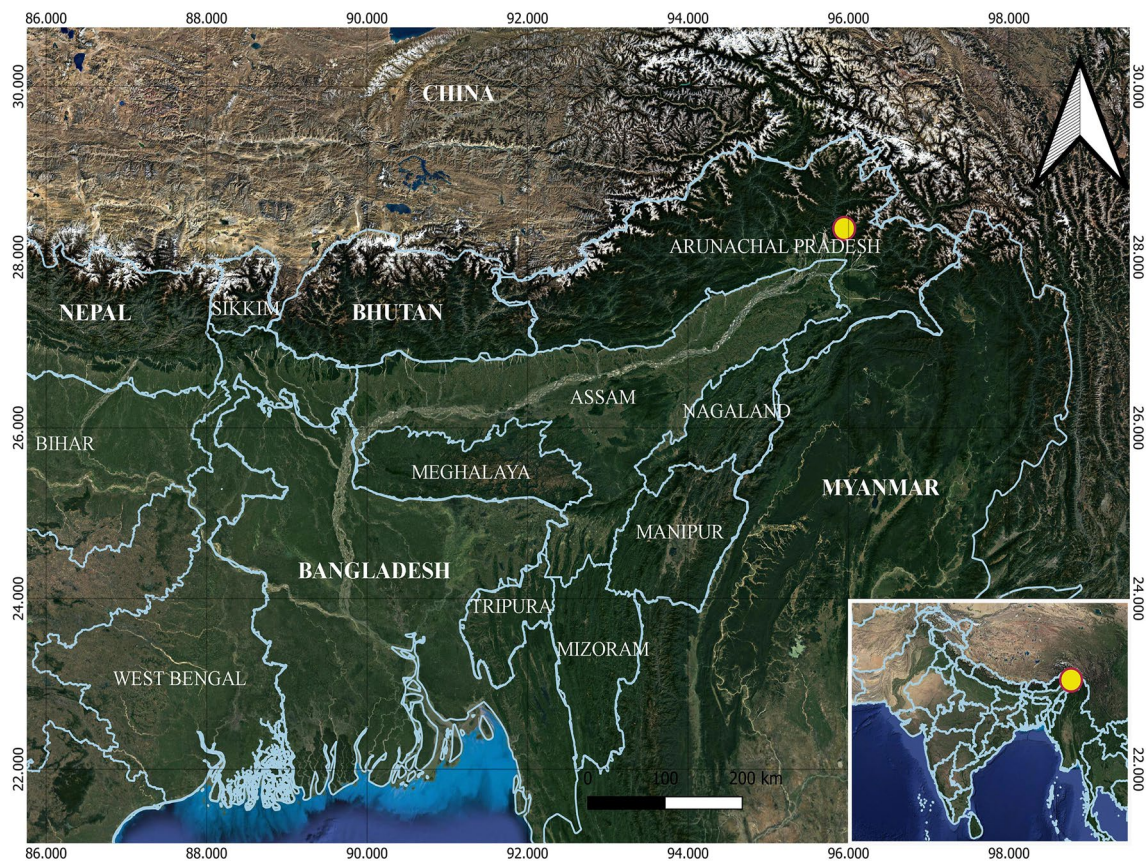 86.000 88.000 90.000 92.000 94.000 96.000 98.000
30.000 30.000
CHINA
28.000 28.000
ARUNACHAL PRADESH
NEPAL SIKKIM BHUTAN
ASSAM
NAGALAND
26.000 26.000
BIHAR
MEGHALAYA
MYANMAR
MANIPUR
BANGLADESH
24.000 24.000
TRIPURA
MIZORAM
WEST BENGAL
22.000 22.000
0 100 200 km
86.000 88.000 90.000 92.000 94.000 96.000 98.000